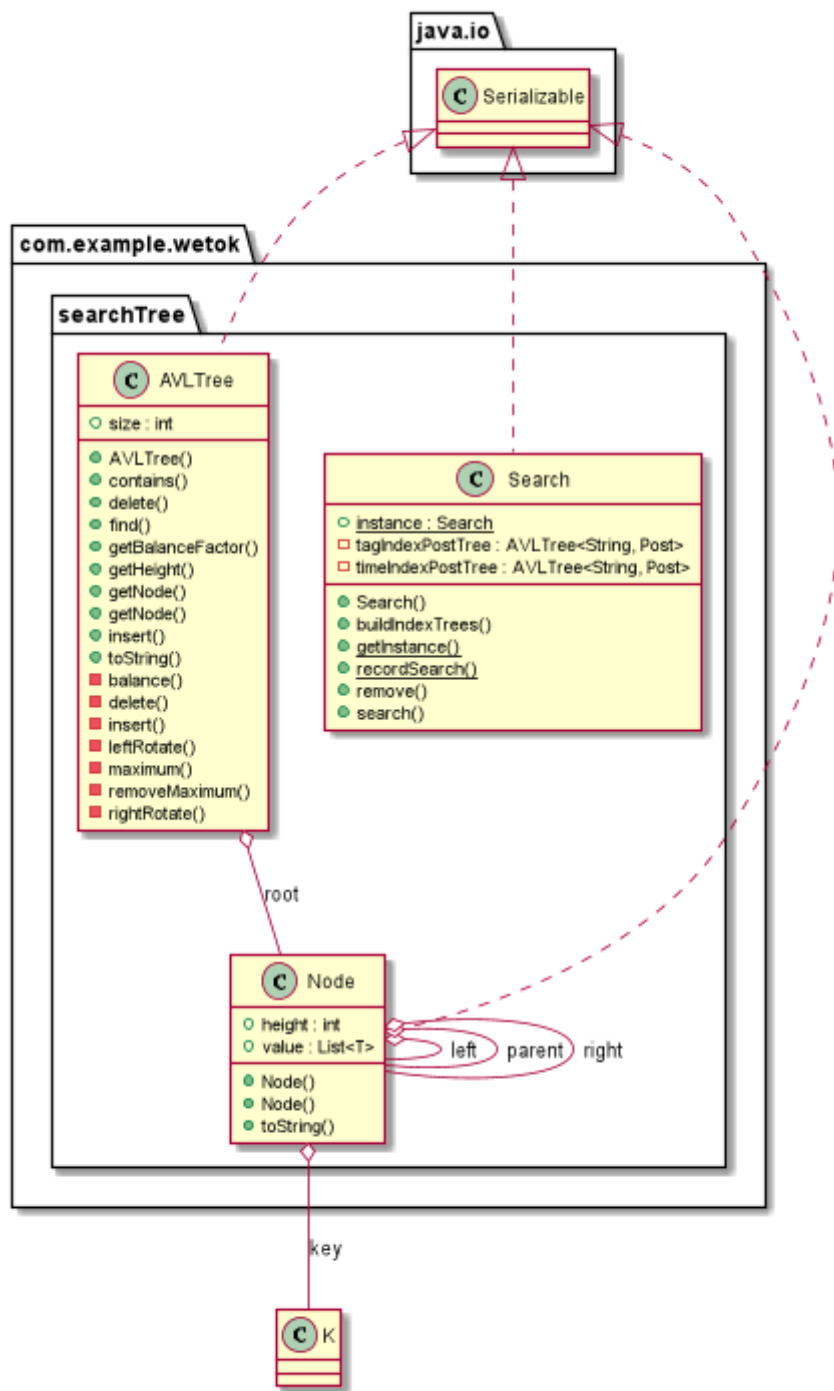 java.io
C Serializable
com.example.wetok
searchTree
C AVLTree
size : int
AVLTree()
contains()
delete()
find()
getBalanceFactor()
getHeight()
getNode()
getNode()
insert()
toString()
balance()
delete()
insert()
leftRotate()
maximum()
removeMaximum()
rightRotate()
C Search
instance : Search
tagIndexPostTree : AVLTree<String, Post>
timeIndexPostTree : AVLTree<String, Post>
Search()
buildIndexTrees()
getInstance()
recordSearch()
remove()
search()
root
C Node
height : int
value : List<T>
Node()
Node()
toString()
left
parent
right
key
C K